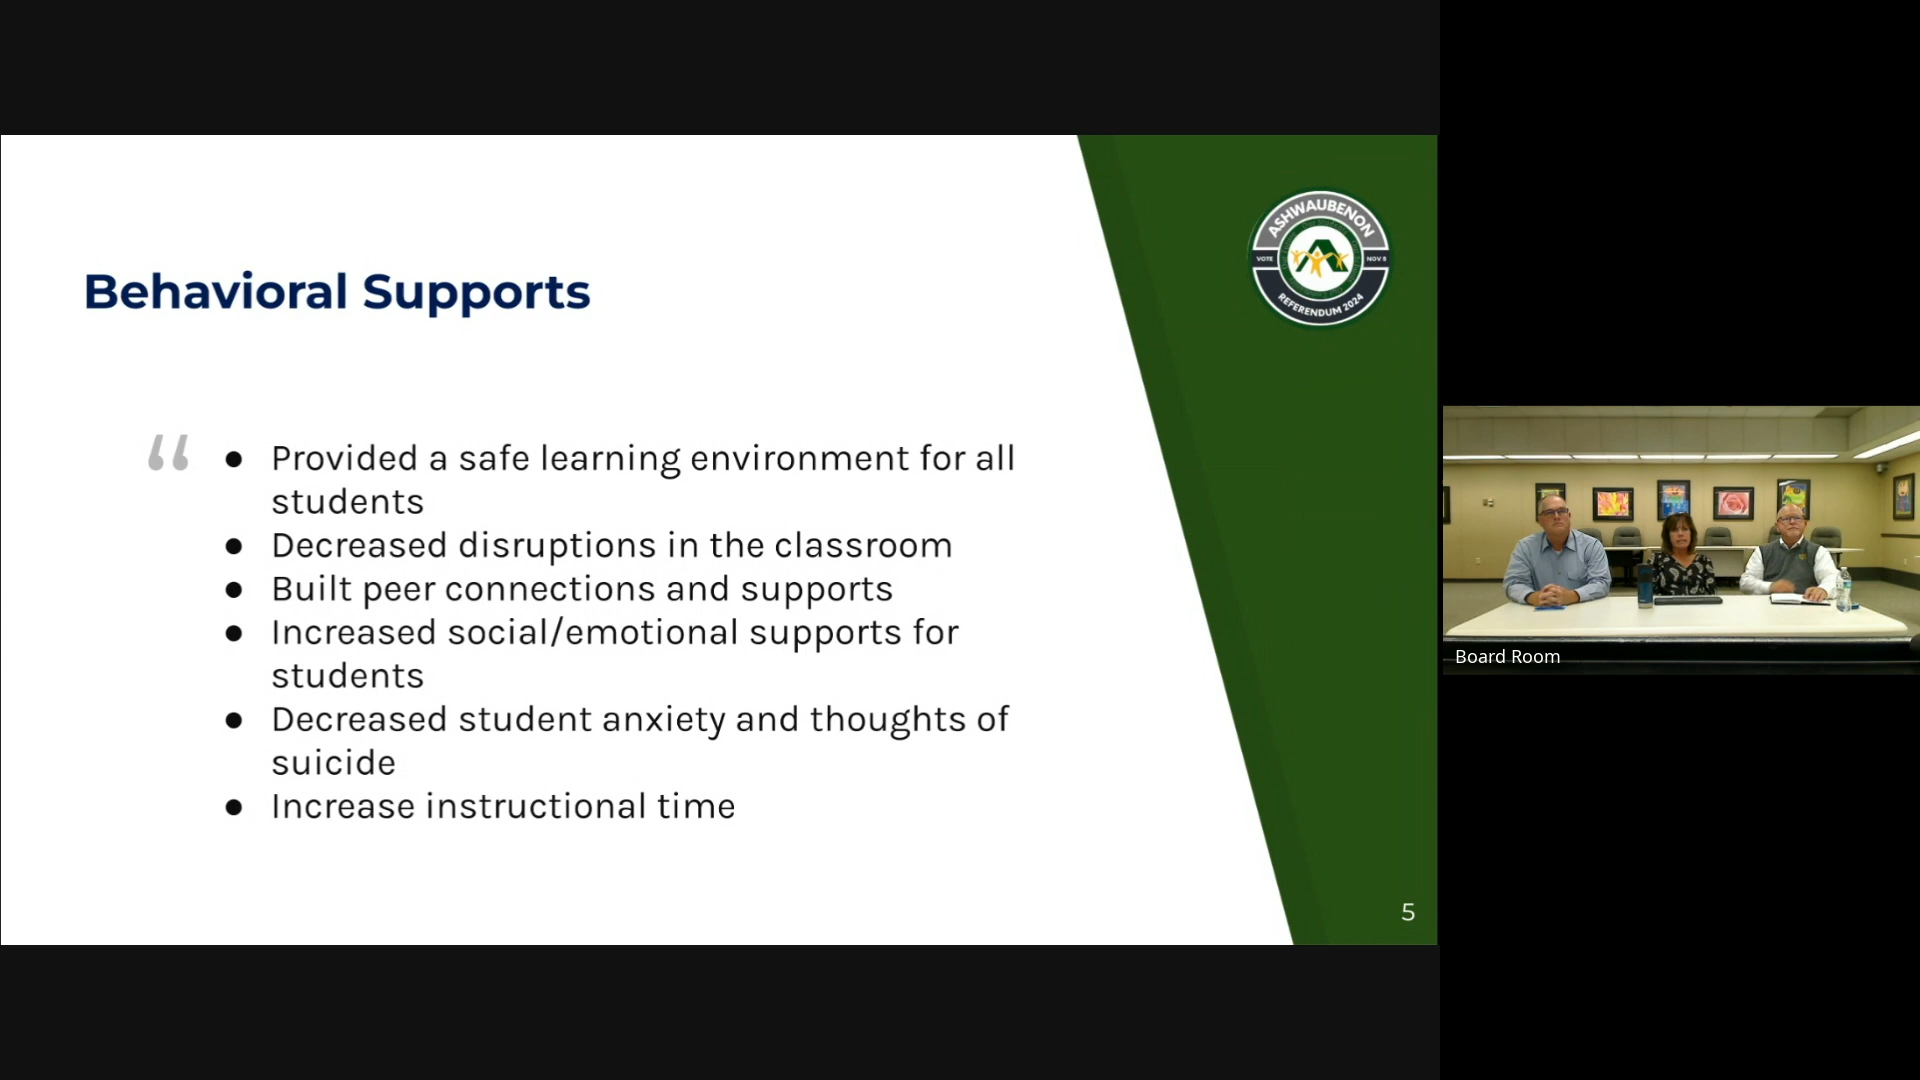 ASHWAUBENON
VOTE
NOV 5
REFERENDUM 2024
Behavioral Supports
“
● Provided a safe learning environment for all
students
● Decreased disruptions in the classroom
● Built peer connections and supports
● Increased social/emotional supports for
students
● Decreased student anxiety and thoughts of
suicide
● Increase instructional time
5
Board Room